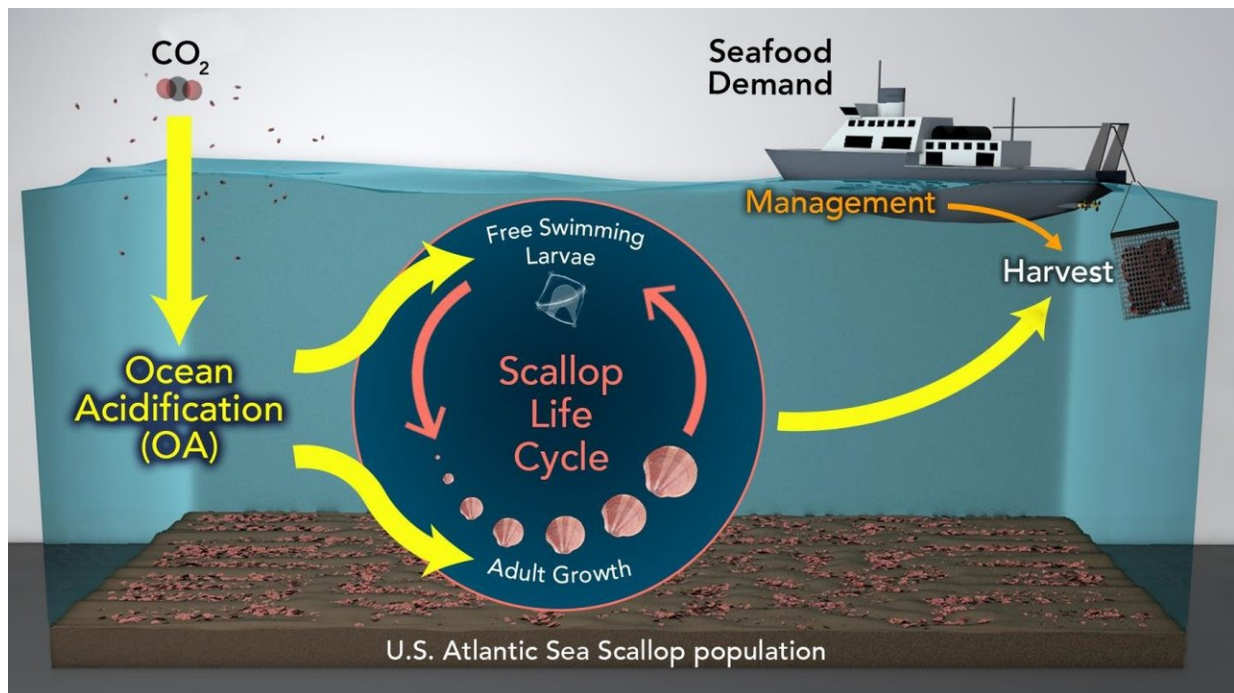 CO₂
Seafood
Demand
Management
Harvest
Free Swimming
Larvae
Scallop
Life
Cycle
Ocean
Acidification
(OA)
Adult Growth
U.S. Atlantic Sea Scallop population